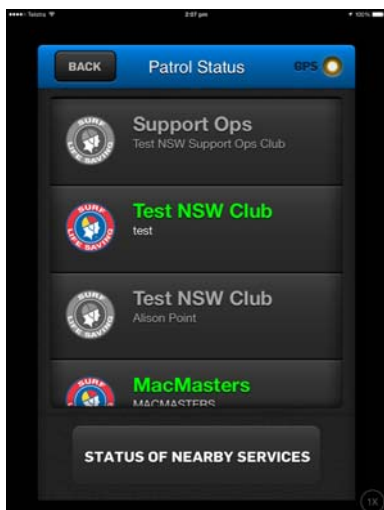 Telstra
2:07 pm
100%
BACK
Patrol Status
GPS
SURF
LIFE SAVING
Support Ops
Test NSW Support Ops Club
SURF
LIFE SAVING
Test NSW Club
test
SURF
LIFE SAVING
Test NSW Club
Alison Point
SURF
MacMasters
MACMASTERS
STATUS OF NEARBY SERVICES
1X